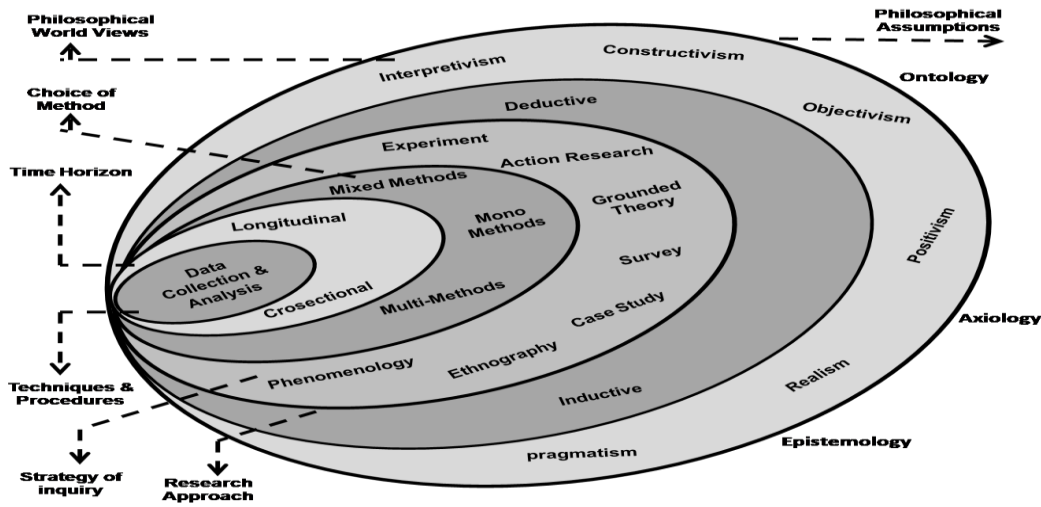 Philosophical
World Views
Philosophical
Assumptions
Interpretivism
Constructivism
Ontology
Choice of
Method
Deductive
Objectivism
Experiment
Action Research
Time Horizon
Mixed Methods
Grounded
Theory
Longitudinal
Mono
Methods
Positivism
Survey
Data
Collection &
Analysis
Crosectional
Multi-Methods
Case Study
Axiology
Phenomenology
Ethnography
Realism
Techniques &
Procedures
Inductive
Epistemology
pragmatism
Strategy of
inquiry
Research
Approach